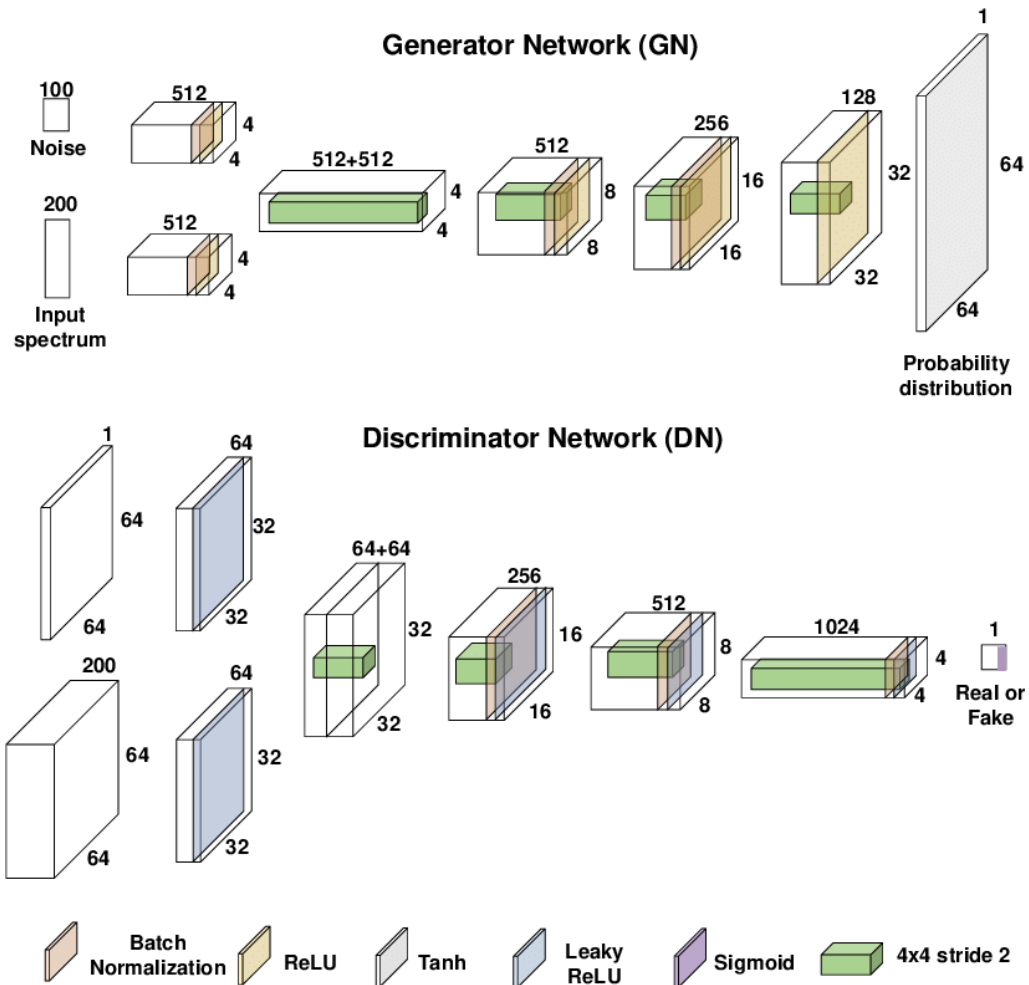 Generator Network (GN)
1
100
Noise
512
4
4
200
Input
spectrum
512
4
4
512+512
4
4
512
8
8
256
16
16
128
32
32
64
64
Probability
distribution
Discriminator Network (DN)
1
64
64
64
32
32
200
64
64
64
32
32
64+64
32
32
256
16
16
512
8
8
1024
4
4
1
Real or
Fake
Batch
Normalization
ReLU
Tanh
Leaky
ReLU
Sigmoid
4x4 stride 2